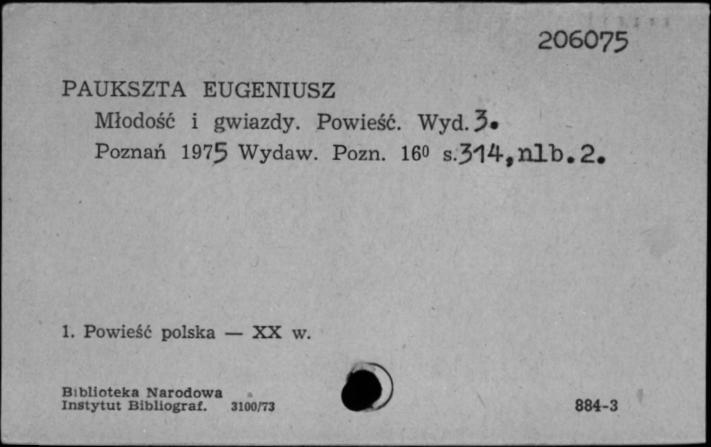 206075
PAUKSZTA EUGENIUSZ
Młodość i gwiazdy. Powieść. Wyd. 3.
Poznań 1975 Wydaw. Pozn. 16⁰ s. 314, nlb. 2.
1. Powieść polska — XX w.
Biblioteka Narodowa
Instytut Bibliograf. 3100/73
884-3